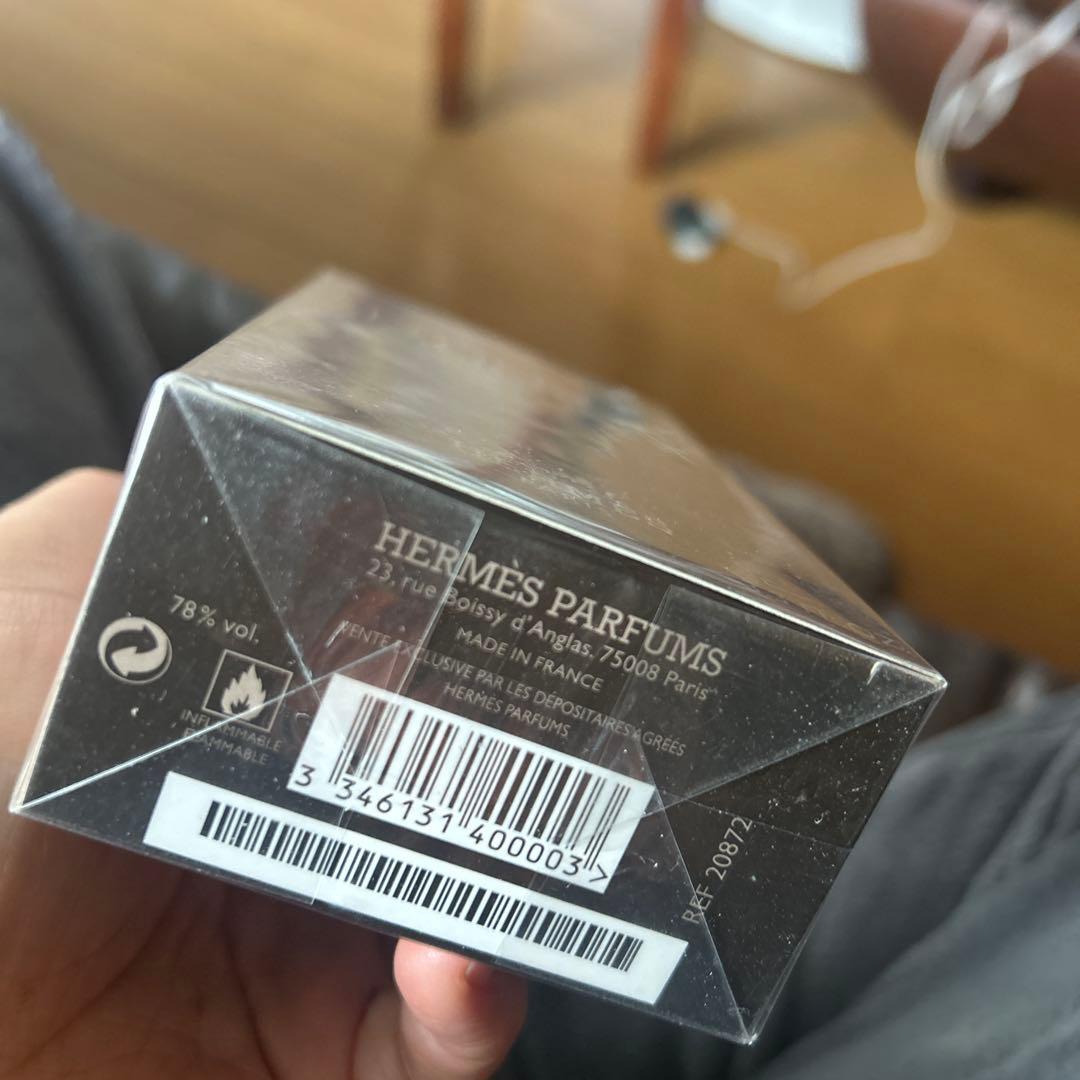 HERMÈS PARFUMS
23, rue Boissy d'Anglas, 75008 Paris
MADE IN FRANCE
VENTE EXCLUSIVE PAR LES DÉPOSITAIRES AGRÉÉS
HERMÈS PARFUMS
78% vol.
INFLAMMABLE
FLAMMABLE
3 346131 400003 >
REF 20872